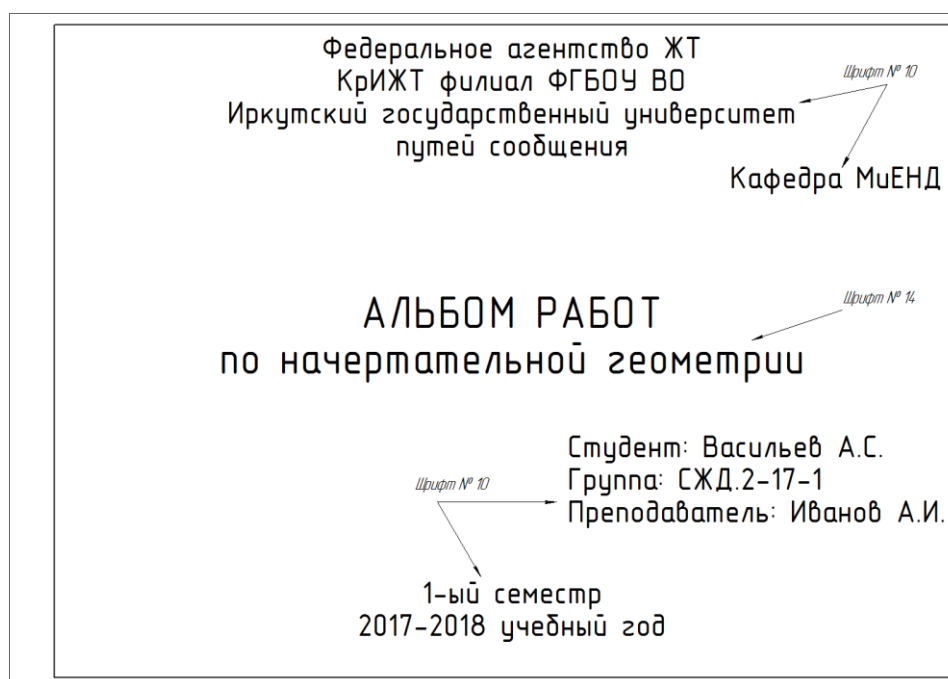 Федеральное агентство ЖТ
КрИЖТ филиал ФГБОУ ВО
Шрифт № 10
Иркутский государственный университет
путей сообщения
Кафедра МиЕНД
Шрифт № 14
АЛЬБОМ РАБОТ
по начертательной геометрии
Студент: Васильев А.С.
Группа: СЖД.2-17-1
Шрифт № 10
Преподаватель: Иванов А.И.
1-ый семестр
2017-2018 учебный год